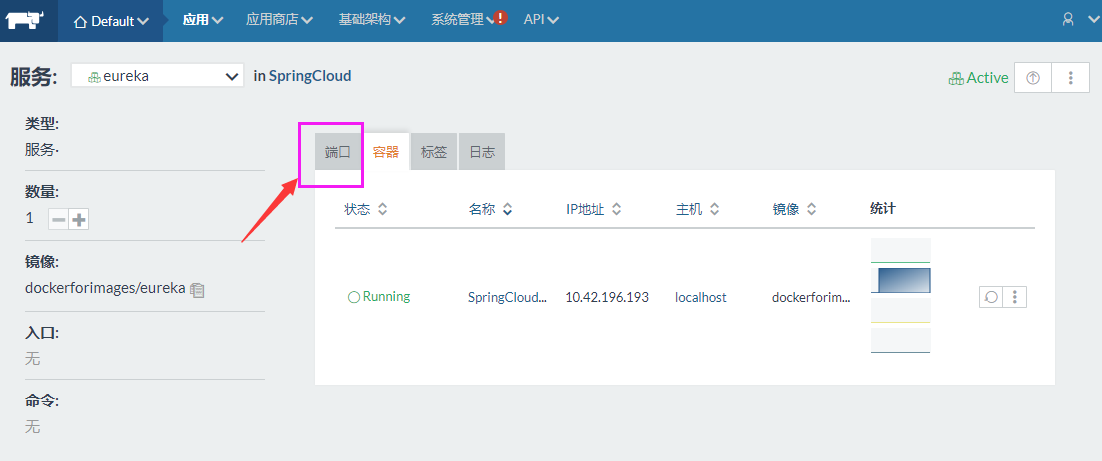 Default 应用 应用商店 基础架构 系统管理 ! API
服务: eureka in SpringCloud Active
类型:
服务·
数量:
1
镜像:
dockerforimages/eureka
入口:
无
命令:
无
端口 容器 标签 日志
状态 名称 IP地址 主机 镜像 统计
Running SpringCloud... 10.42.196.193 localhost dockerforim...